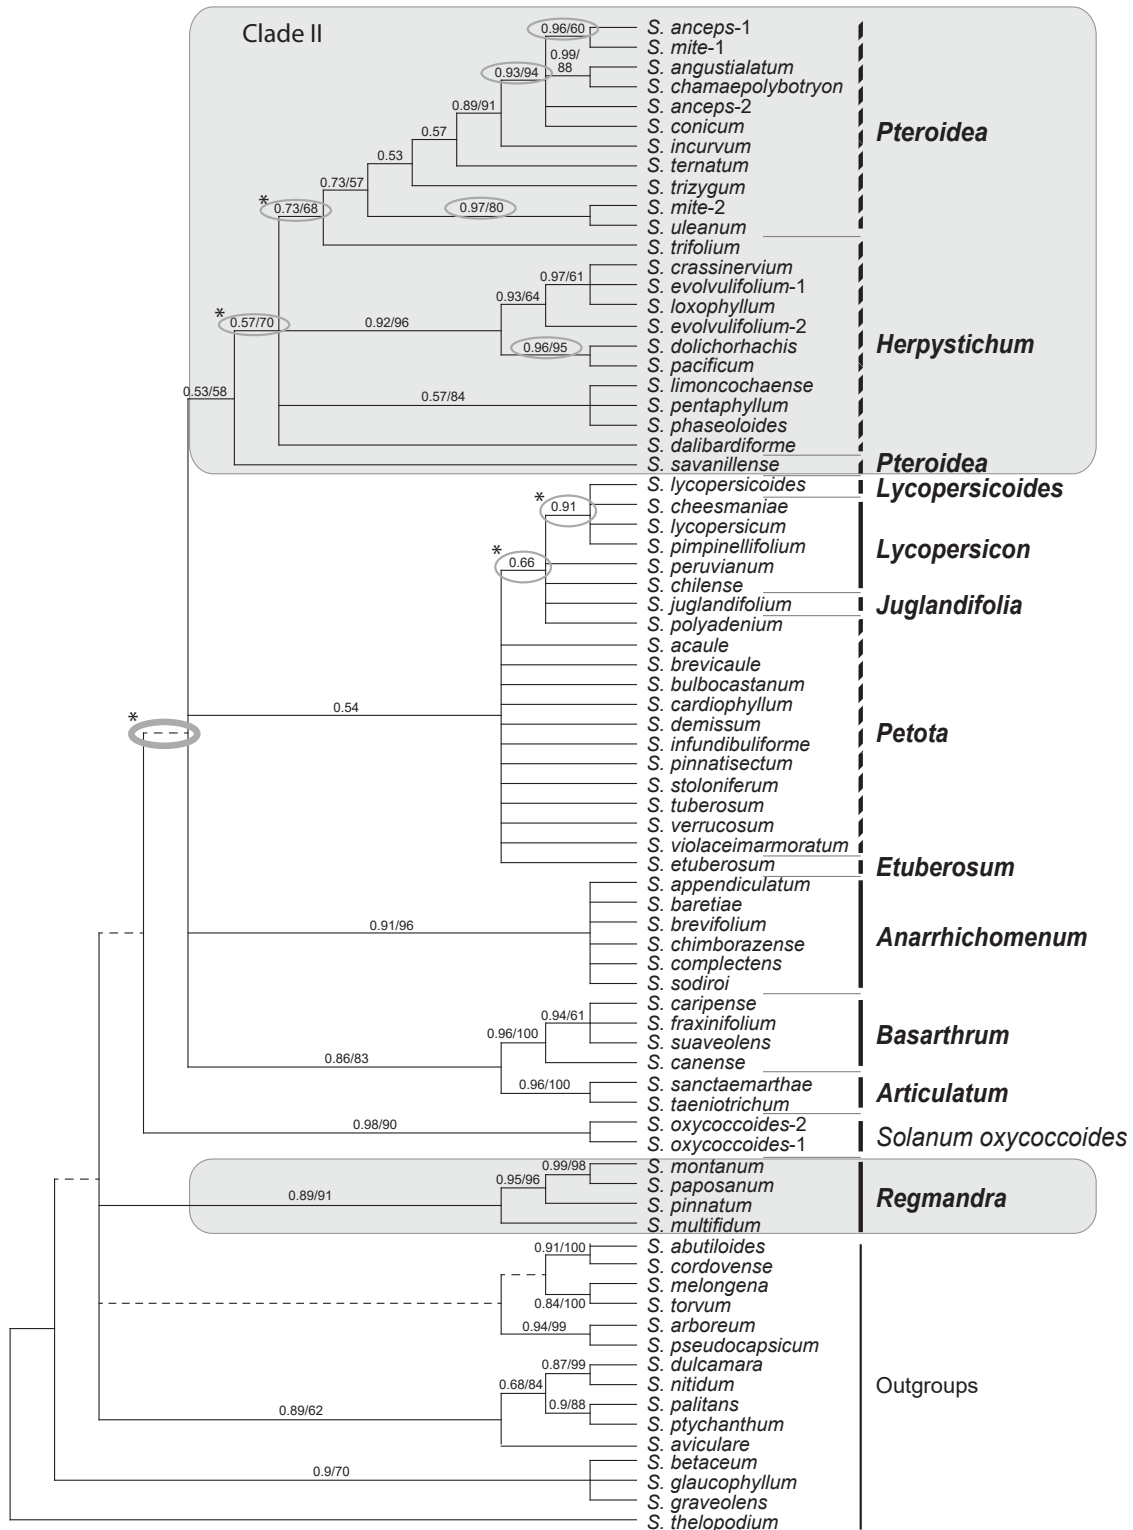 Clade II
0.96/60
S. anceps-1
S. mite-1
0.99/
88
S. angustialatum
0.93/94
S. chamaepolybotryon
S. anceps-2
0.89/91
S. conicum
Pteroidea
0.57
S. incurvum
0.53
S. ternatum
0.73/57
S. trizygum
*
0.73/68
0.97/80
S. mite-2
S. uleanum
S. trifolium
S. crassinervium
0.97/61
S. evolvulifolium-1
0.93/64
S. loxophyllum
*
0.57/70
0.92/96
S. evolvulifolium-2
0.96/95
S. dolichorhachis
Herpystichum
S. pacificum
0.53/58
S. limoncochaense
0.57/84
S. pentaphyllum
S. phaseoloides
S. dalibardiforme
S. savanillense
Pteroidea
S. lycopersicoides
Lycopersicoides
*
0.91
S. cheesmaniae
S. lycopersicum
S. pimpinellifolium
Lycopersicon
*
0.66
S. peruvianum
S. chilense
S. juglandifolium
Juglandifolia
S. polyadenium
S. acaule
S. brevicaule
S. bulbocastanum
0.54
S. cardiophyllum
*
S. demissum
Petota
S. infundibuliforme
S. pinnatisectum
S. stoloniferum
S. tuberosum
S. verrucosum
S. violaceimarmoratum
S. etuberosum
Etuberosum
S. appendiculatum
S. baretiae
0.91/96
S. brevifolium
S. chimborazense
Anarrhichomenum
S. complectens
S. sodiroi
S. caripense
0.94/61
S. fraxinifolium
0.96/100
S. suaveolens
Basarthrum
0.86/83
S. canense
0.96/100
S. sanctaemarthae
Articulatum
S. taeniotrichum
0.98/90
S. oxycoccoides-2
Solanum oxycoccoides
S. oxycoccoides-1
0.99/98
S. montanum
0.95/96
S. paposanum
0.89/91
S. pinnatum
Regmandra
S. multifidum
0.91/100
S. abutiloides
S. cordovense
S. melongena
0.84/100
S. torvum
0.94/99
S. arboreum
S. pseudocapsicum
0.87/99
S. dulcamara
0.68/84
S. nitidum
Outgroups
0.9/88
S. palitans
0.89/62
S. ptychanthum
S. aviculare
S. betaceum
0.9/70
S. glaucophyllum
S. graveolens
S. thelopodium